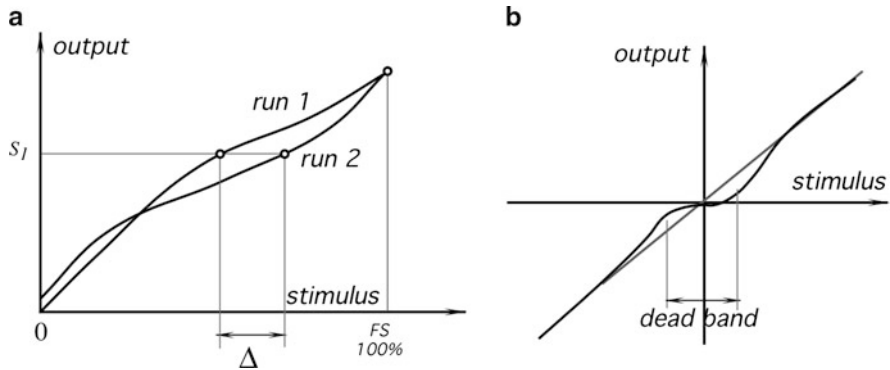 a
output
run 1
S1
run 2
stimulus
0
FS
100%
Δ
b
output
stimulus
dead band